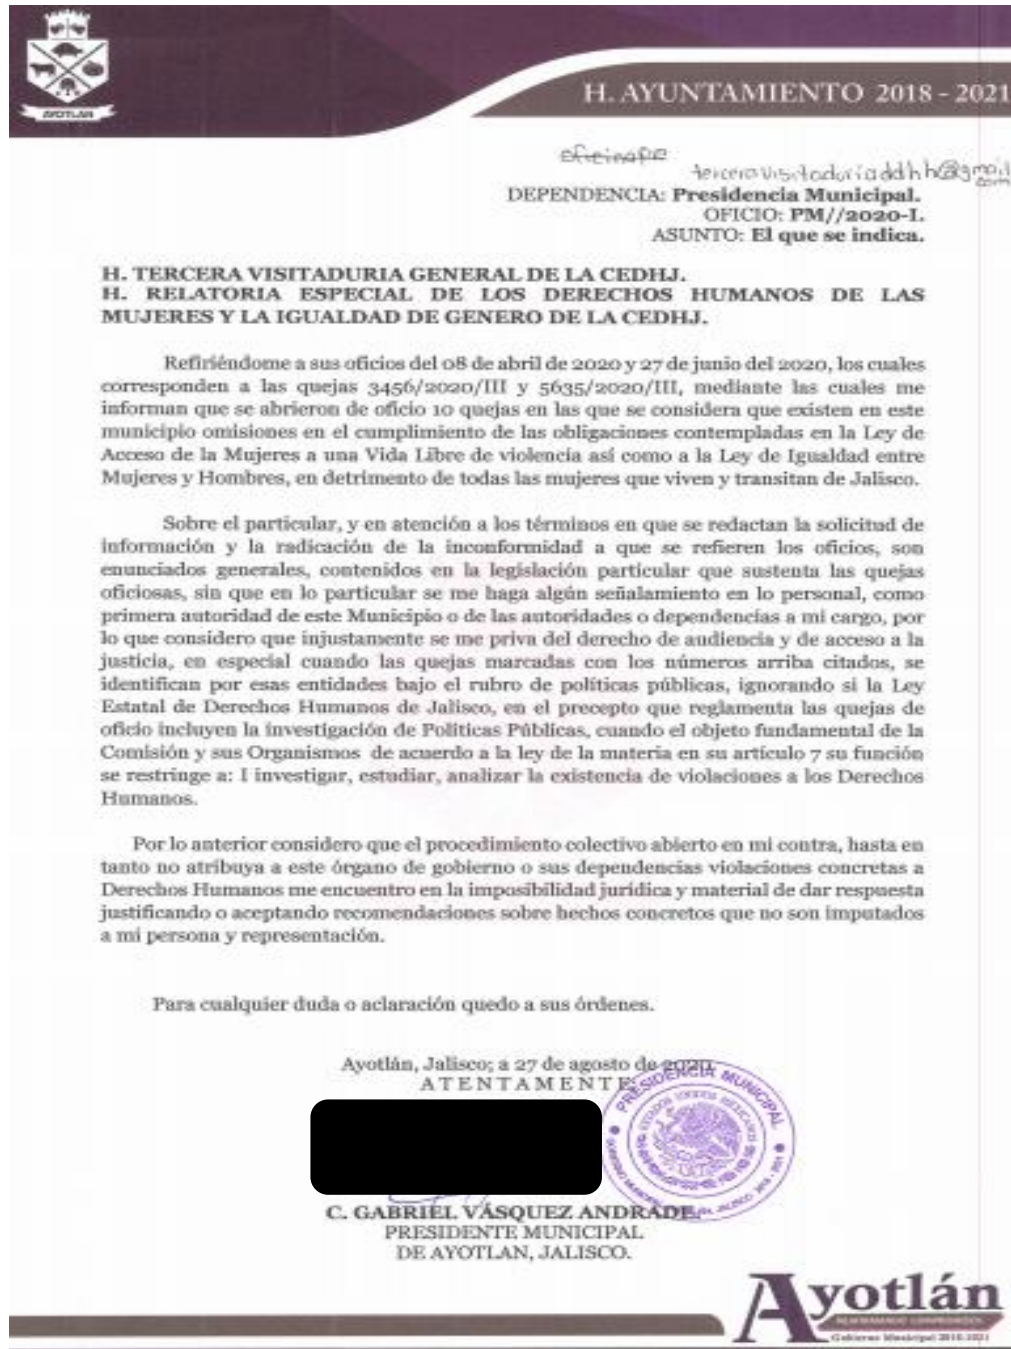 AYOTLAN
H. AYUNTAMIENTO 2018 - 2021
oficinape
terceravisitaduriaddhh@gmail
com
DEPENDENCIA: Presidencia Municipal.
OFICIO: PM//2020-I.
ASUNTO: El que se indica.
H. TERCERA VISITADURIA GENERAL DE LA CEDHJ.
H. RELATORIA ESPECIAL DE LOS DERECHOS HUMANOS DE LAS
MUJERES Y LA IGUALDAD DE GENERO DE LA CEDHJ.
Refiriéndome a sus oficios del 08 de abril de 2020 y 27 de junio del 2020, los cuales
corresponden a las quejas 3456/2020/III y 5635/2020/III, mediante las cuales me
informan que se abrieron de oficio 10 quejas en las que se considera que existen en este
municipio omisiones en el cumplimiento de las obligaciones contempladas en la Ley de
Acceso de la Mujeres a una Vida Libre de violencia así como a la Ley de Igualdad entre
Mujeres y Hombres, en detrimento de todas las mujeres que viven y transitan de Jalisco.
Sobre el particular, y en atención a los términos en que se redactan la solicitud de
información y la radicación de la inconformidad a que se refieren los oficios, son
enunciados generales, contenidos en la legislación particular que sustenta las quejas
oficiosas, sin que en lo particular se me haga algún señalamiento en lo personal, como
primera autoridad de este Municipio o de las autoridades o dependencias a mi cargo, por
lo que considero que injustamente se me priva del derecho de audiencia y de acceso a la
justicia, en especial cuando las quejas marcadas con los números arriba citados, se
identifican por esas entidades bajo el rubro de políticas públicas, ignorando si la Ley
Estatal de Derechos Humanos de Jalisco, en el precepto que reglamenta las quejas de
oficio incluyen la investigación de Políticas Públicas, cuando el objeto fundamental de la
Comisión y sus Organismos de acuerdo a la ley de la materia en su artículo 7 su función
se restringe a: I investigar, estudiar, analizar la existencia de violaciones a los Derechos
Humanos.
Por lo anterior considero que el procedimiento colectivo abierto en mi contra, hasta en
tanto no atribuya a este órgano de gobierno o sus dependencias violaciones concretas a
Derechos Humanos me encuentro en la imposibilidad jurídica y material de dar respuesta
justificando o aceptando recomendaciones sobre hechos concretos que no son imputados
a mi persona y representación.
Para cualquier duda o aclaración quedo a sus órdenes.
Ayotlán, Jalisco; a 27 de agosto de 2020
ATENTAMENTE
PRESIDENCIA MUNICIPAL
ESTADOS UNIDOS MEXICANOS
GOBIERNO MUNICIPAL JALISCO 2018 - 2021
C. GABRIEL VÁSQUEZ ANDRADE.
PRESIDENTE MUNICIPAL
DE AYOTLAN, JALISCO.
Ayotlán
Gobierno Municipal 2018-2021